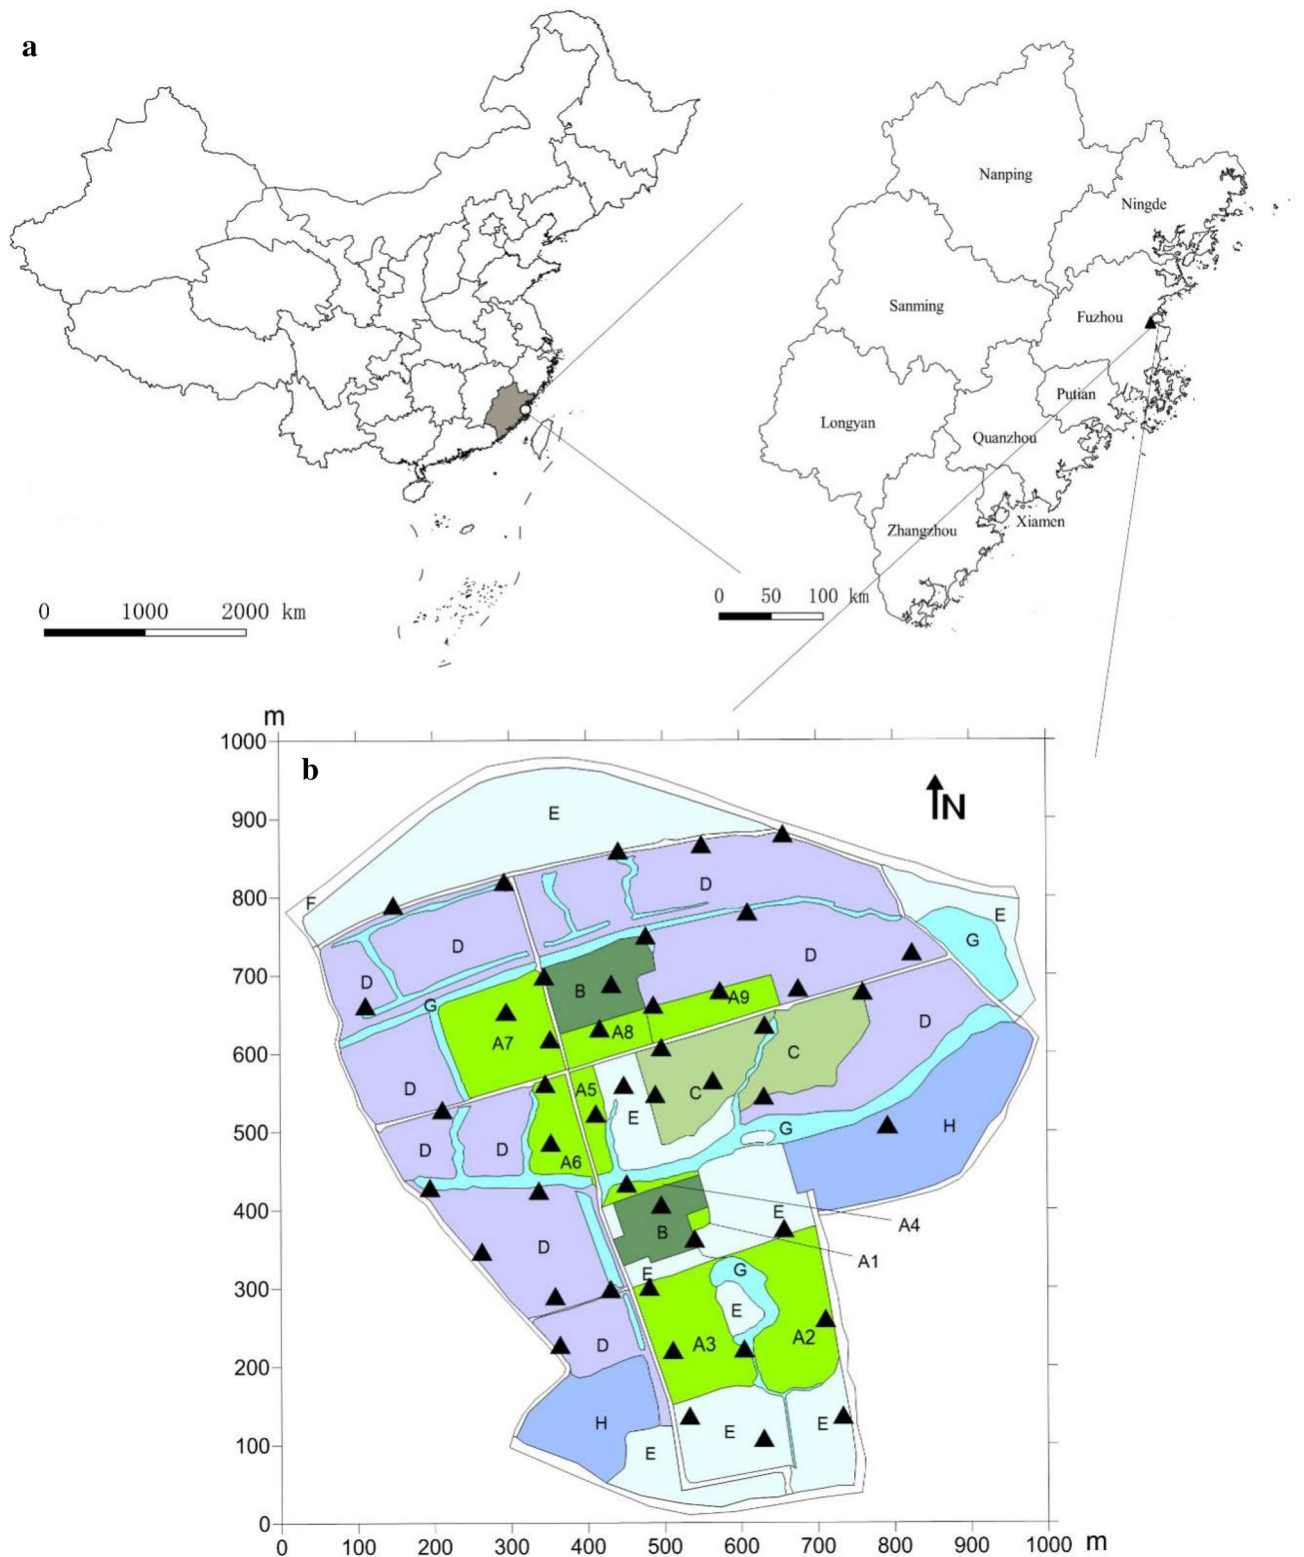 a
Nanping
Ningde
Sanming
Fuzhou
Putian
Longyan
Quanzhou
Zhangzhou
Xiamen
0 1000 2000 km
0 50 100 km
m
1000
b
N
900
E
F
800
D
E
G
D
D
D
700
B
G
A9
D
A7
A8
600
C
D
A5
C
E
500
G
H
D
D
A6
400
E
A4
B
A1
D
E
G
300
E
A2
A3
D
200
H
E
E
100
E
0
0 100 200 300 400 500 600 700 800 900 1000 m